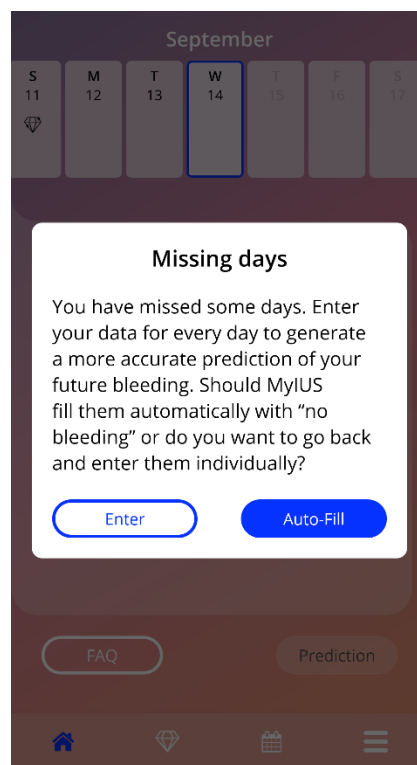 September
S M T W T F S
11 12 13 14 15 16 17
Missing days
You have missed some days. Enter
your data for every day to generate
a more accurate prediction of your
future bleeding. Should MyIUS
fill them automatically with “no
bleeding” or do you want to go back
and enter them individually?
Enter Auto-Fill
FAQ Prediction